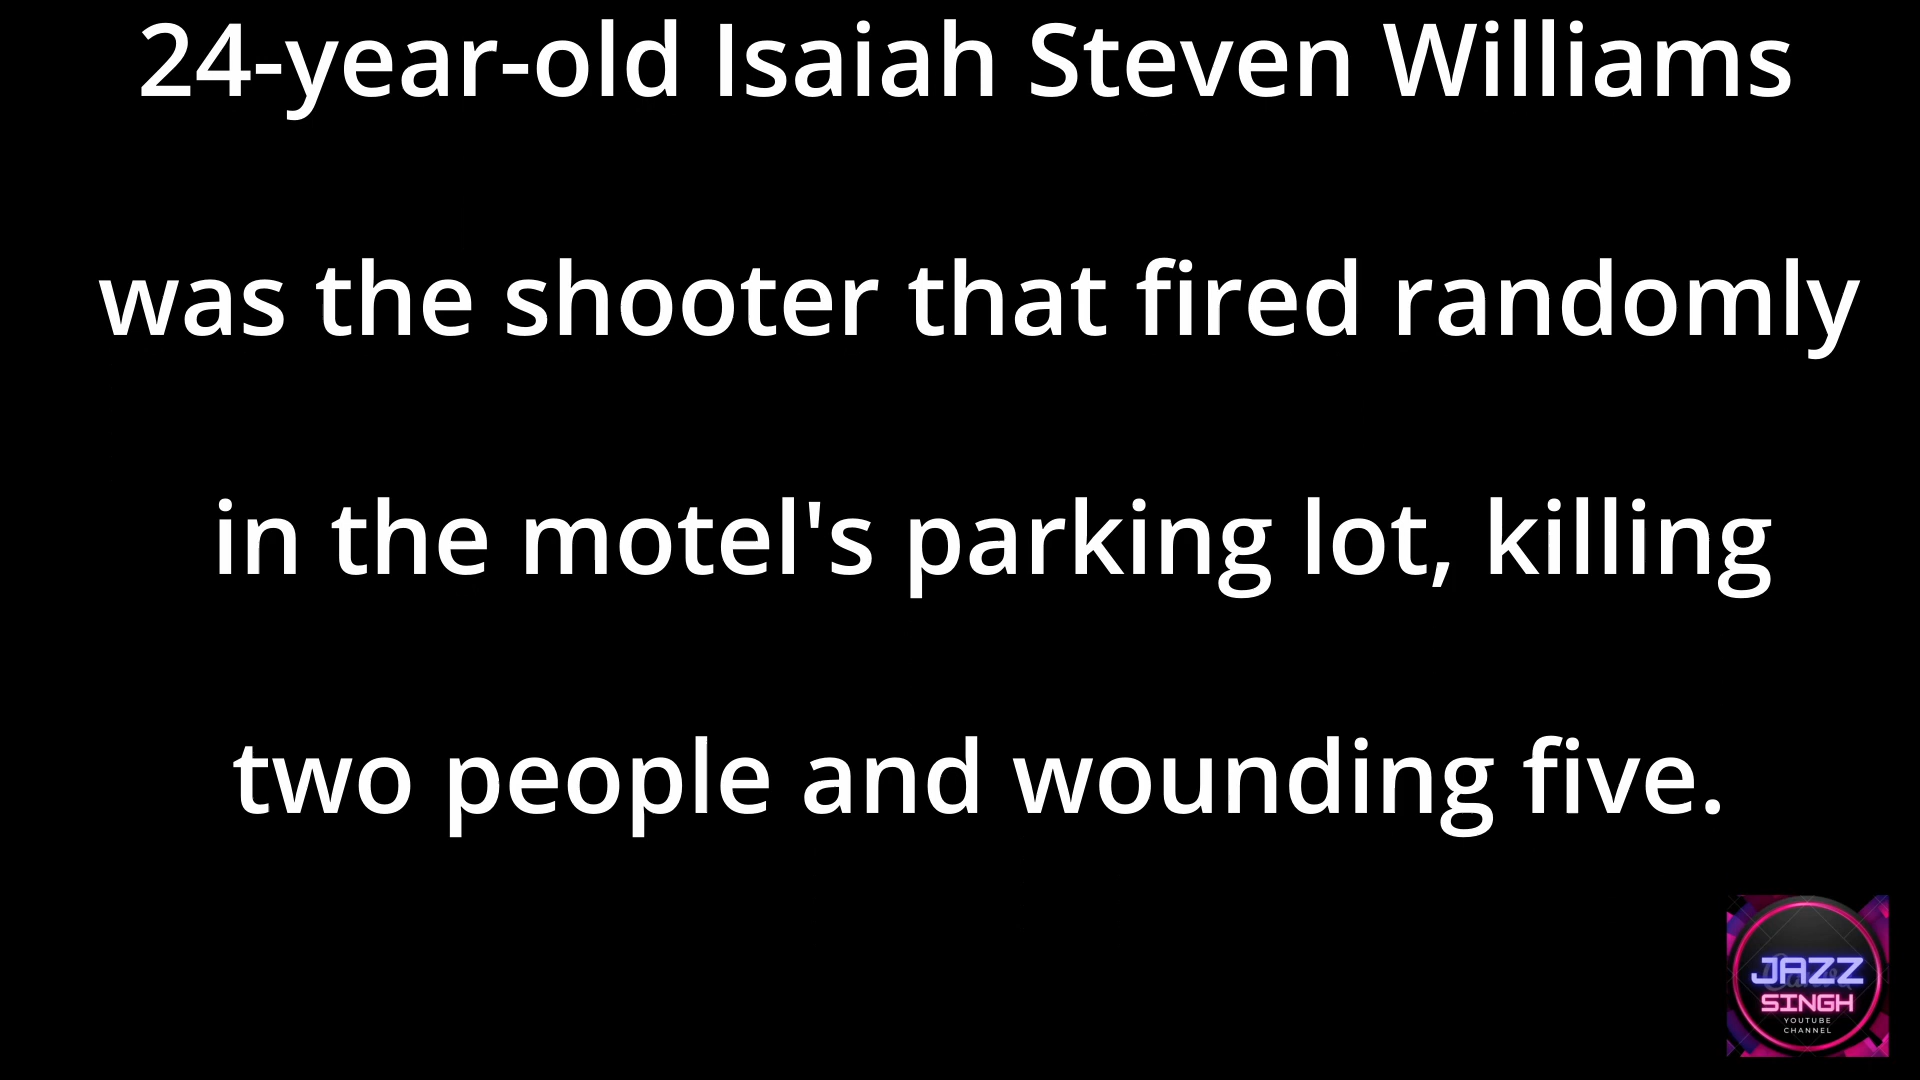 24-year-old Isaiah Steven Williams
was the shooter that fired randomly
in the motel's parking lot, killing
two people and wounding five.
JAZZ
SINGH
YOUTUBE
CHANNEL